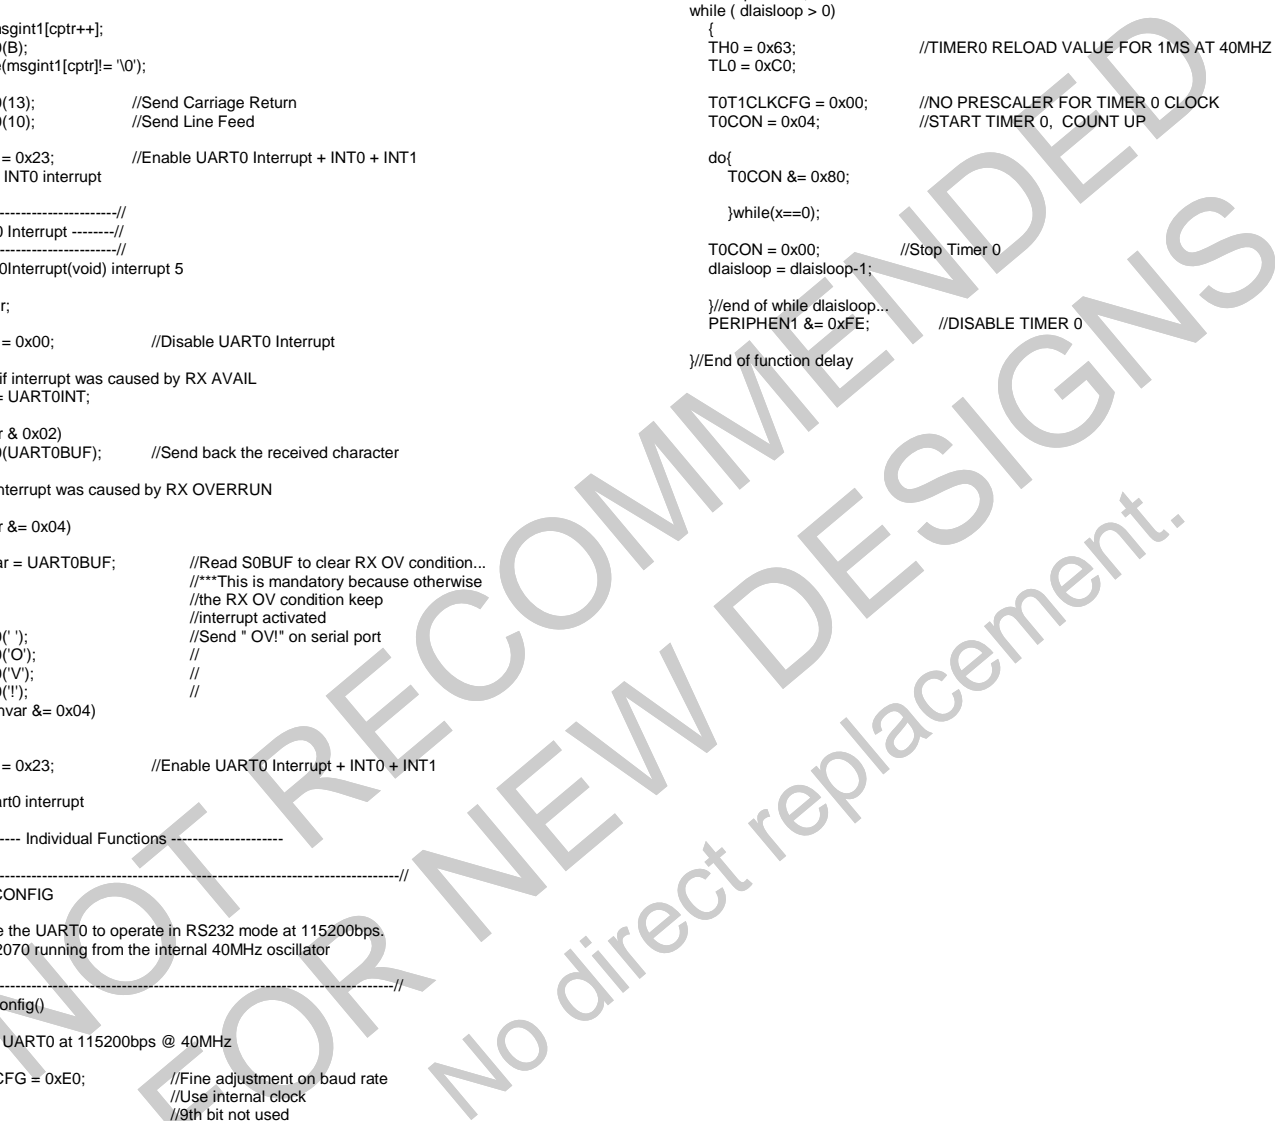 msgint1[cptr++];
0(B);
e(msgint1[cptr]!= '\0');
0(13); //Send Carriage Return
0(10); //Send Line Feed
= 0x23; //Enable UART0 Interrupt + INT0 + INT1
INT0 interrupt
----------------------//
0 Interrupt --------//
----------------------//
0Interrupt(void) interrupt 5
r;
= 0x00; //Disable UART0 Interrupt
if interrupt was caused by RX AVAIL
= UART0INT;
r & 0x02)
0(UART0BUF); //Send back the received character
nterrupt was caused by RX OVERRUN
r &= 0x04)
ar = UART0BUF; //Read S0BUF to clear RX OV condition...
//***This is mandatory because otherwise
//the RX OV condition keep
//interrupt activated
0(' '); //Send " OV!" on serial port
0('O'); //
0('V'); //
0('!'); //
nvar &= 0x04)
= 0x23; //Enable UART0 Interrupt + INT0 + INT1
art0 interrupt
---- Individual Functions ---------------------
---------------------------------------------------------------------------//
CONFIG
e the UART0 to operate in RS232 mode at 115200bps.
2070 running from the internal 40MHz oscillator
--------------------------------------------------------------------------//
onfig()
UART0 at 115200bps @ 40MHz
CFG = 0xE0; //Fine adjustment on baud rate
//Use internal clock
//9th bit not used
while ( dlaisloop > 0)
{
TH0 = 0x63; //TIMER0 RELOAD VALUE FOR 1MS AT 40MHZ
TL0 = 0xC0;
T0T1CLKCFG = 0x00; //NO PRESCALER FOR TIMER 0 CLOCK
T0CON = 0x04; //START TIMER 0, COUNT UP
do{
T0CON &= 0x80;
}while(x==0);
T0CON = 0x00; //Stop Timer 0
dlaisloop = dlaisloop-1;
}//end of while dlaisloop...
PERIPHEN1 &= 0xFE; //DISABLE TIMER 0
}//End of function delay
NOT RECOMMENDED
FOR NEW DESIGNS
No direct replacement.